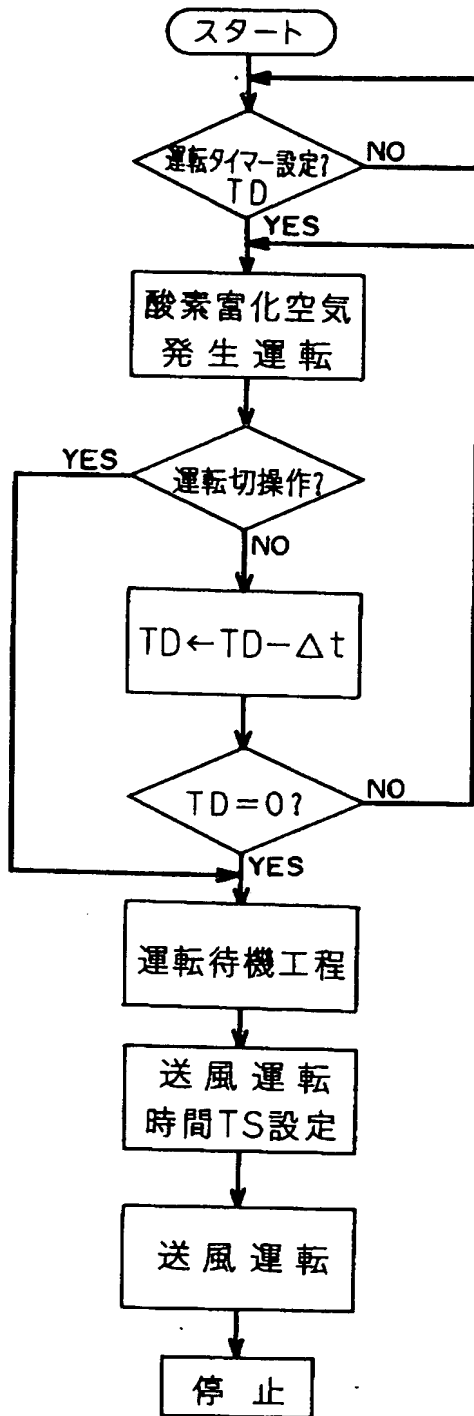 スタート
運転タイマー設定?
TD
NO
YES
酸素富化空気
発生運転
YES
運転切操作?
NO
TD←TD−△t
TD=0?
NO
YES
運転待機工程
送風運転
時間TS設定
送風運転
停止